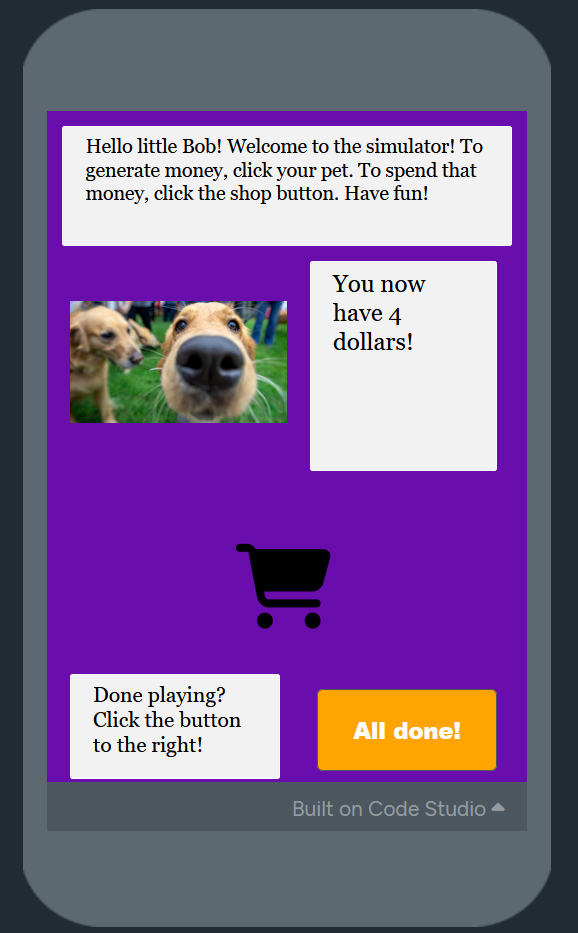 Hello little Bob! Welcome to the simulator! To
generate money, click your pet. To spend that
money, click the shop button. Have fun!
You now
have 4
dollars!
Done playing?
Click the button
to the right!
All done!
Built on Code Studio